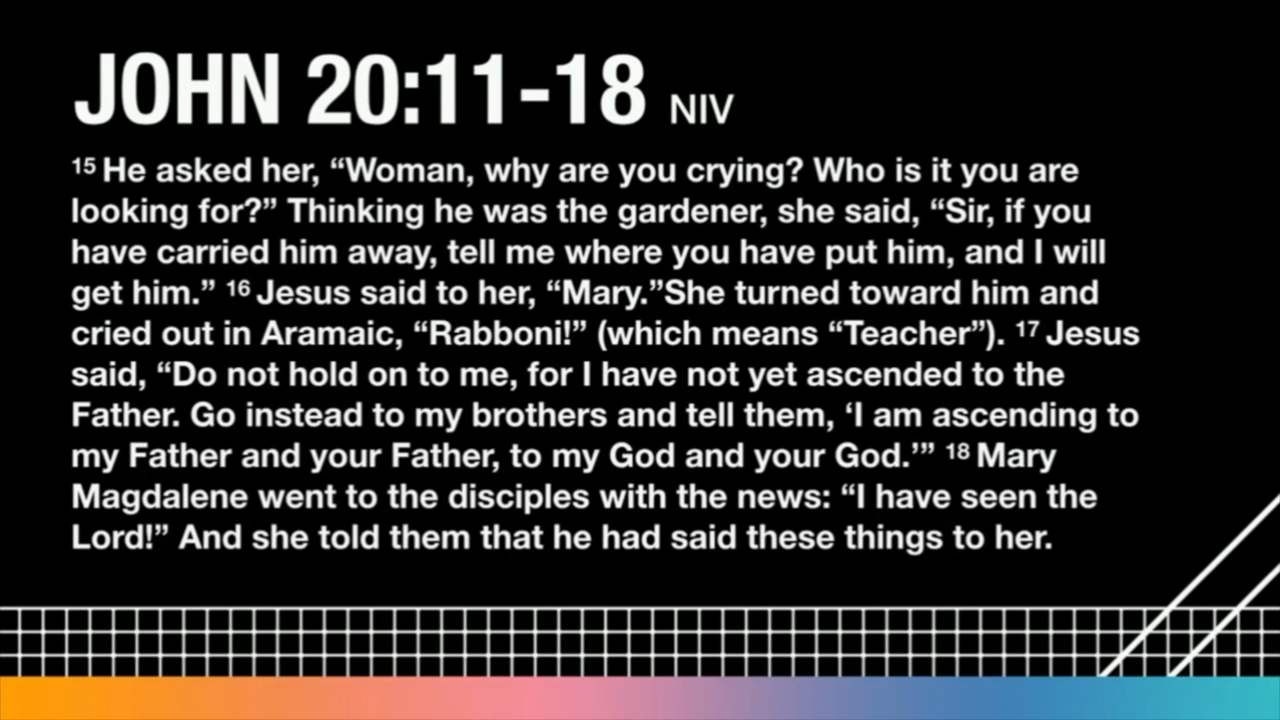 JOHN 20:11-18 NIV
15 He asked her, “Woman, why are you crying? Who is it you are
looking for?” Thinking he was the gardener, she said, “Sir, if you
have carried him away, tell me where you have put him, and I will
get him.” 16 Jesus said to her, “Mary.”She turned toward him and
cried out in Aramaic, “Rabboni!” (which means “Teacher”). 17 Jesus
said, “Do not hold on to me, for I have not yet ascended to the
Father. Go instead to my brothers and tell them, ‘I am ascending to
my Father and your Father, to my God and your God.’” 18 Mary
Magdalene went to the disciples with the news: “I have seen the
Lord!” And she told them that he had said these things to her.